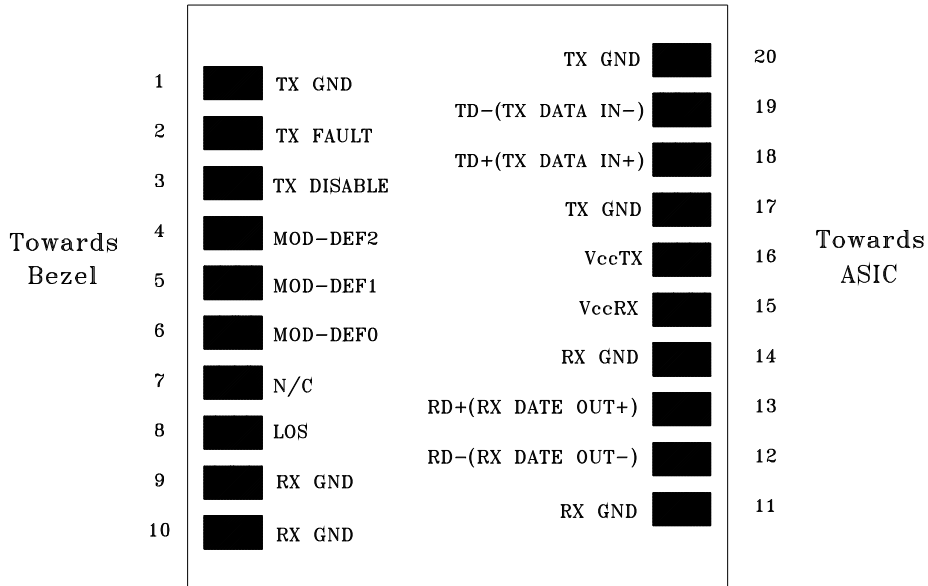 Towards
Bezel
1 TX GND
2 TX FAULT
3 TX DISABLE
4 MOD-DEF2
5 MOD-DEF1
6 MOD-DEF0
7 N/C
8 LOS
9 RX GND
10 RX GND
TX GND 20
TD-(TX DATA IN-) 19
TD+(TX DATA IN+) 18
TX GND 17
VccTX 16
VccRX 15
RX GND 14
RD+(RX DATE OUT+) 13
RD-(RX DATE OUT-) 12
RX GND 11
Towards
ASIC